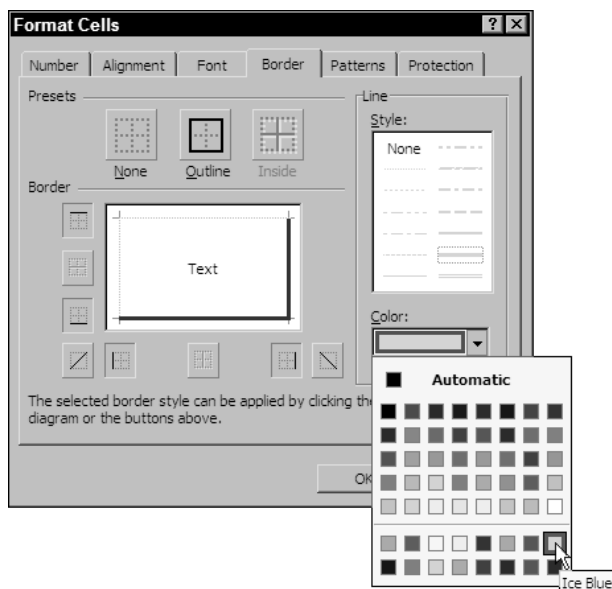 Format Cells
Number Alignment Font Border Patterns Protection
Presets
None Outline Inside
Border
Text
Line
Style:
None
Color:
The selected border style can be applied by clicking the
diagram or the buttons above.
OK
Automatic
Ice Blue